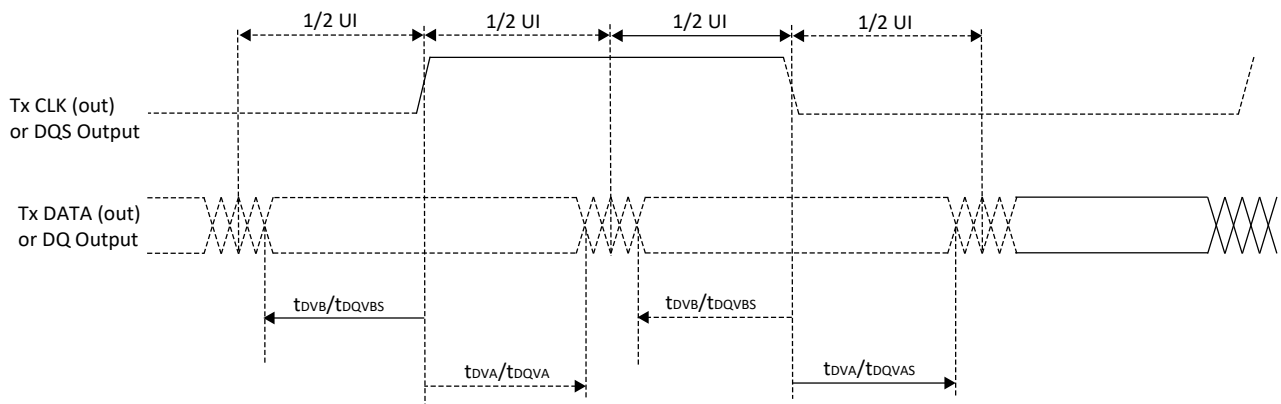 1/2 UI
1/2 UI
1/2 UI
1/2 UI
Tx CLK (out)
or DQS Output
Tx DATA (out)
or DQ Output
tDVB/tDQVBS
tDVB/tDQVBS
tDVA/tDQVA
tDVA/tDQVAS